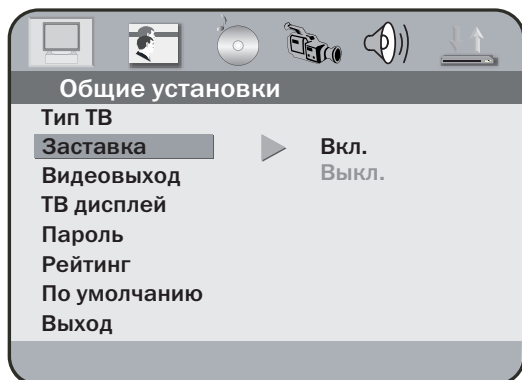 Общие установки
Тип ТВ
Заставка Вкл.
Видеовыход Выкл.
ТВ дисплей
Пароль
Рейтинг
По умолчанию
Выход